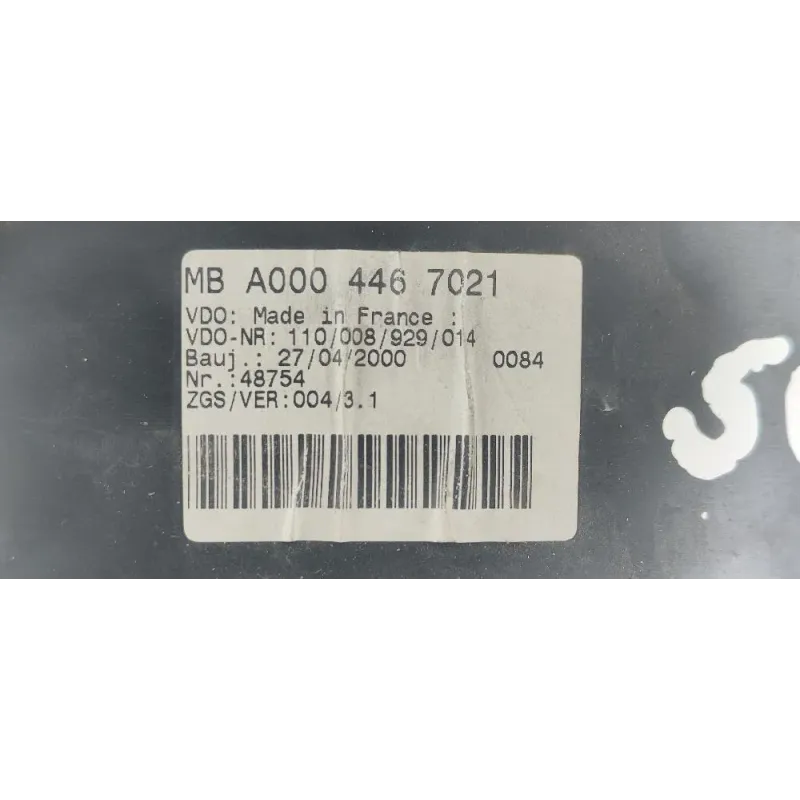 MB A000 446 7021
VDO: Made in France :
VDO-NR: 110/008/929/014
Bauj.: 27/04/2000 0084
Nr.:48754
ZGS/VER:004/3.1